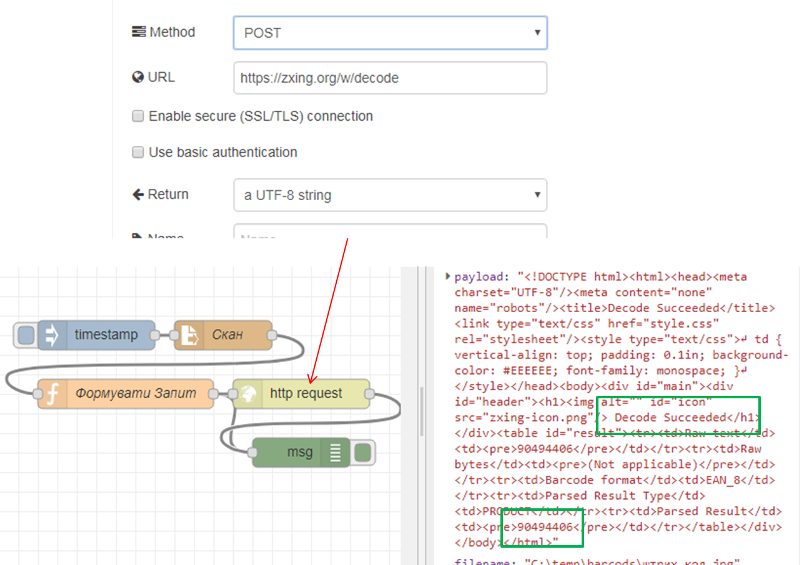 Method
POST
URL
https://zxing.org/w/decode
Enable secure (SSL/TLS) connection
Use basic authentication
Return
a UTF-8 string
Name
Name
timestamp
Скан
Формувати Запит
http request
msg
payload: "<!DOCTYPE html><html><head><meta
charset="UTF-8"/><meta content="none"
name="robots"/><title>Decode Succeeded</title>
<link type="text/css" href="style.css"
rel="stylesheet"/><style type="text/css">↵ td {
vertical-align: top; padding: 0.1in; background-
color: #EEEEEE; font-family: monospace; }↵
</style></head><body><div id="main"><div
id="header"><h1><img alt="" id="icon"
src="zxing-icon.png"/> Decode Succeeded</h1>
</div><table id="result"><tr><td>Raw text</td>
<td><pre>90494406</pre></td></tr><tr><td>Raw
bytes</td><td><pre>(Not applicable)</pre></td>
</tr><tr><td>Barcode format</td><td>EAN_8</td>
</tr><tr><td>Parsed Result Type</td>
<td>PRODUCT</td></tr><tr><td>Parsed Result</td>
<td><pre>90494406</pre></td></tr></table></div>
</body></html>"
filename: "C:\temp\barcods\штрих код.jpg"